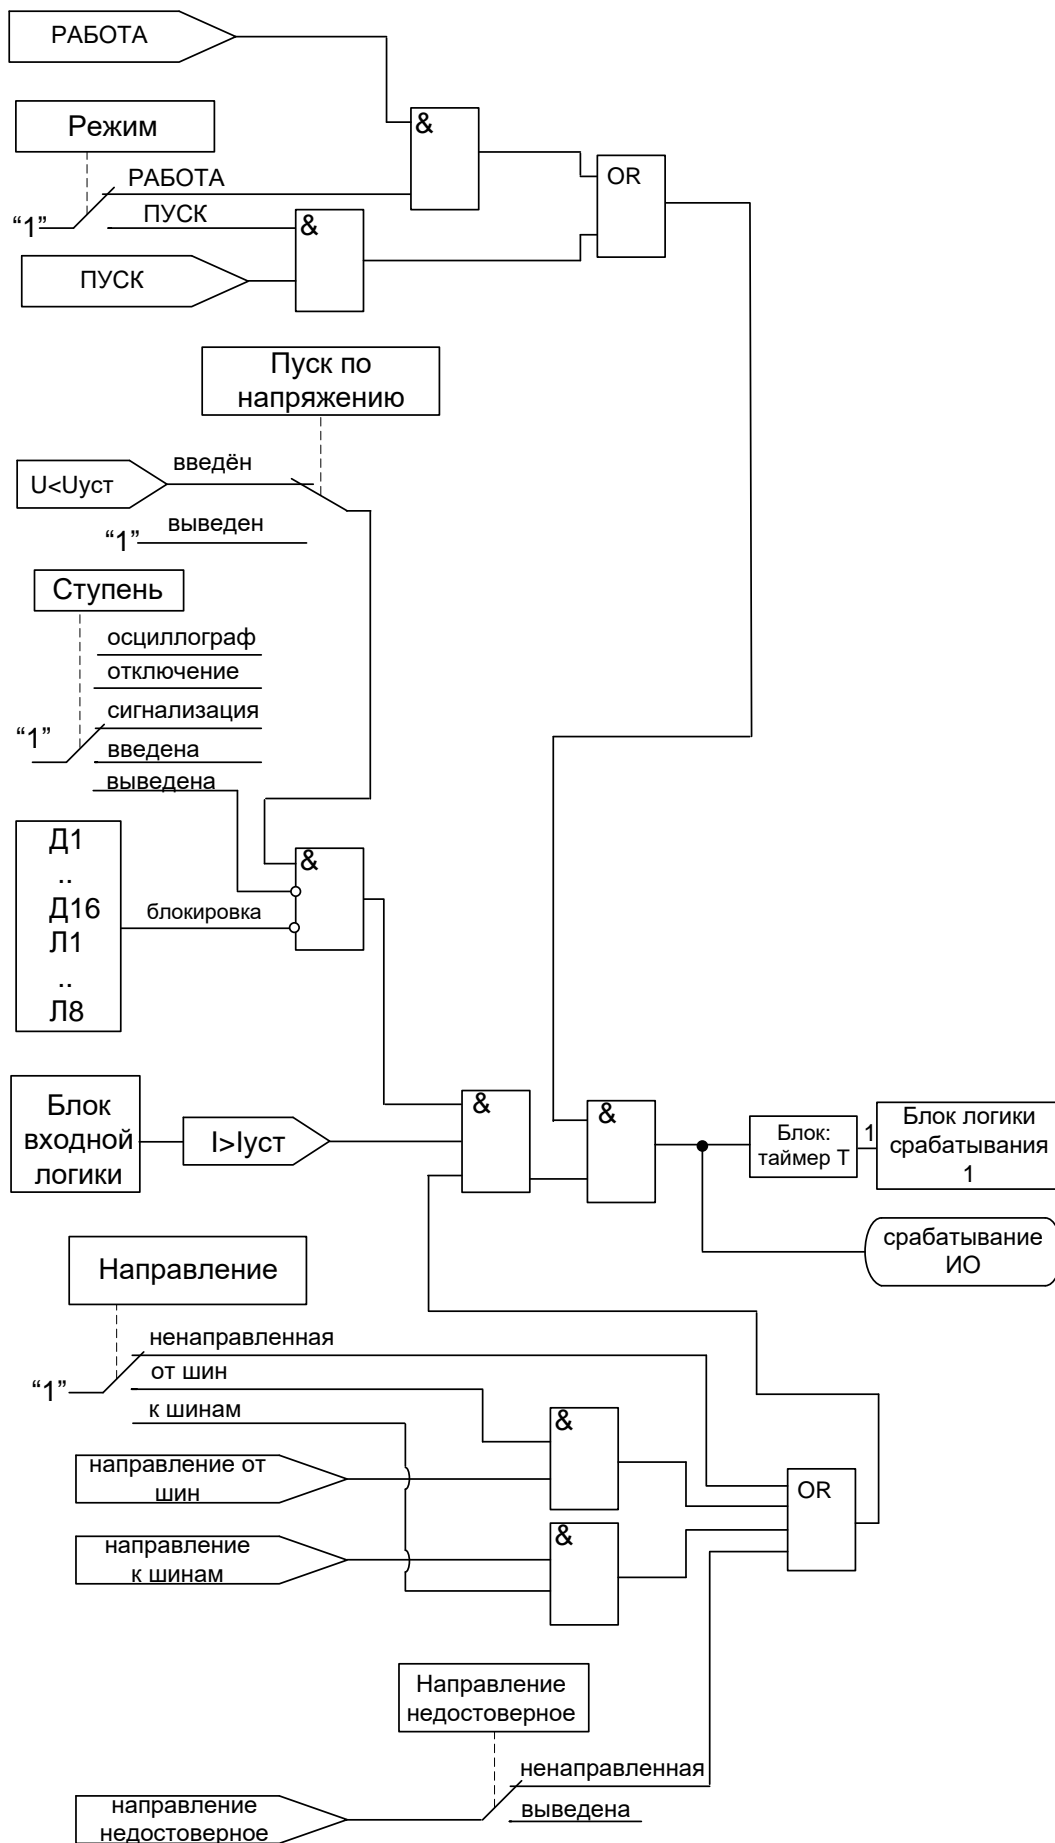 РАБОТА
Режим
&
РАБОТА
OR
“1”
ПУСК
&
ПУСК
Пуск по
напряжению
введён
U<Uуст
“1”
выведен
Ступень
осциллограф
отключение
сигнализация
“1”
введена
выведена
Д1
..
Д16
Л1
..
Л8
блокировка
&
Блок
входной
логики
I>Iуст
&
&
Блок:
таймер Т
1
Блок логики
срабатывания
1
срабатывание
ИО
Направление
ненаправленная
“1”
от шин
к шинам
&
направление от
шин
OR
&
направление
к шинам
Направление
недостоверное
ненаправленная
выведена
направление
недостоверное